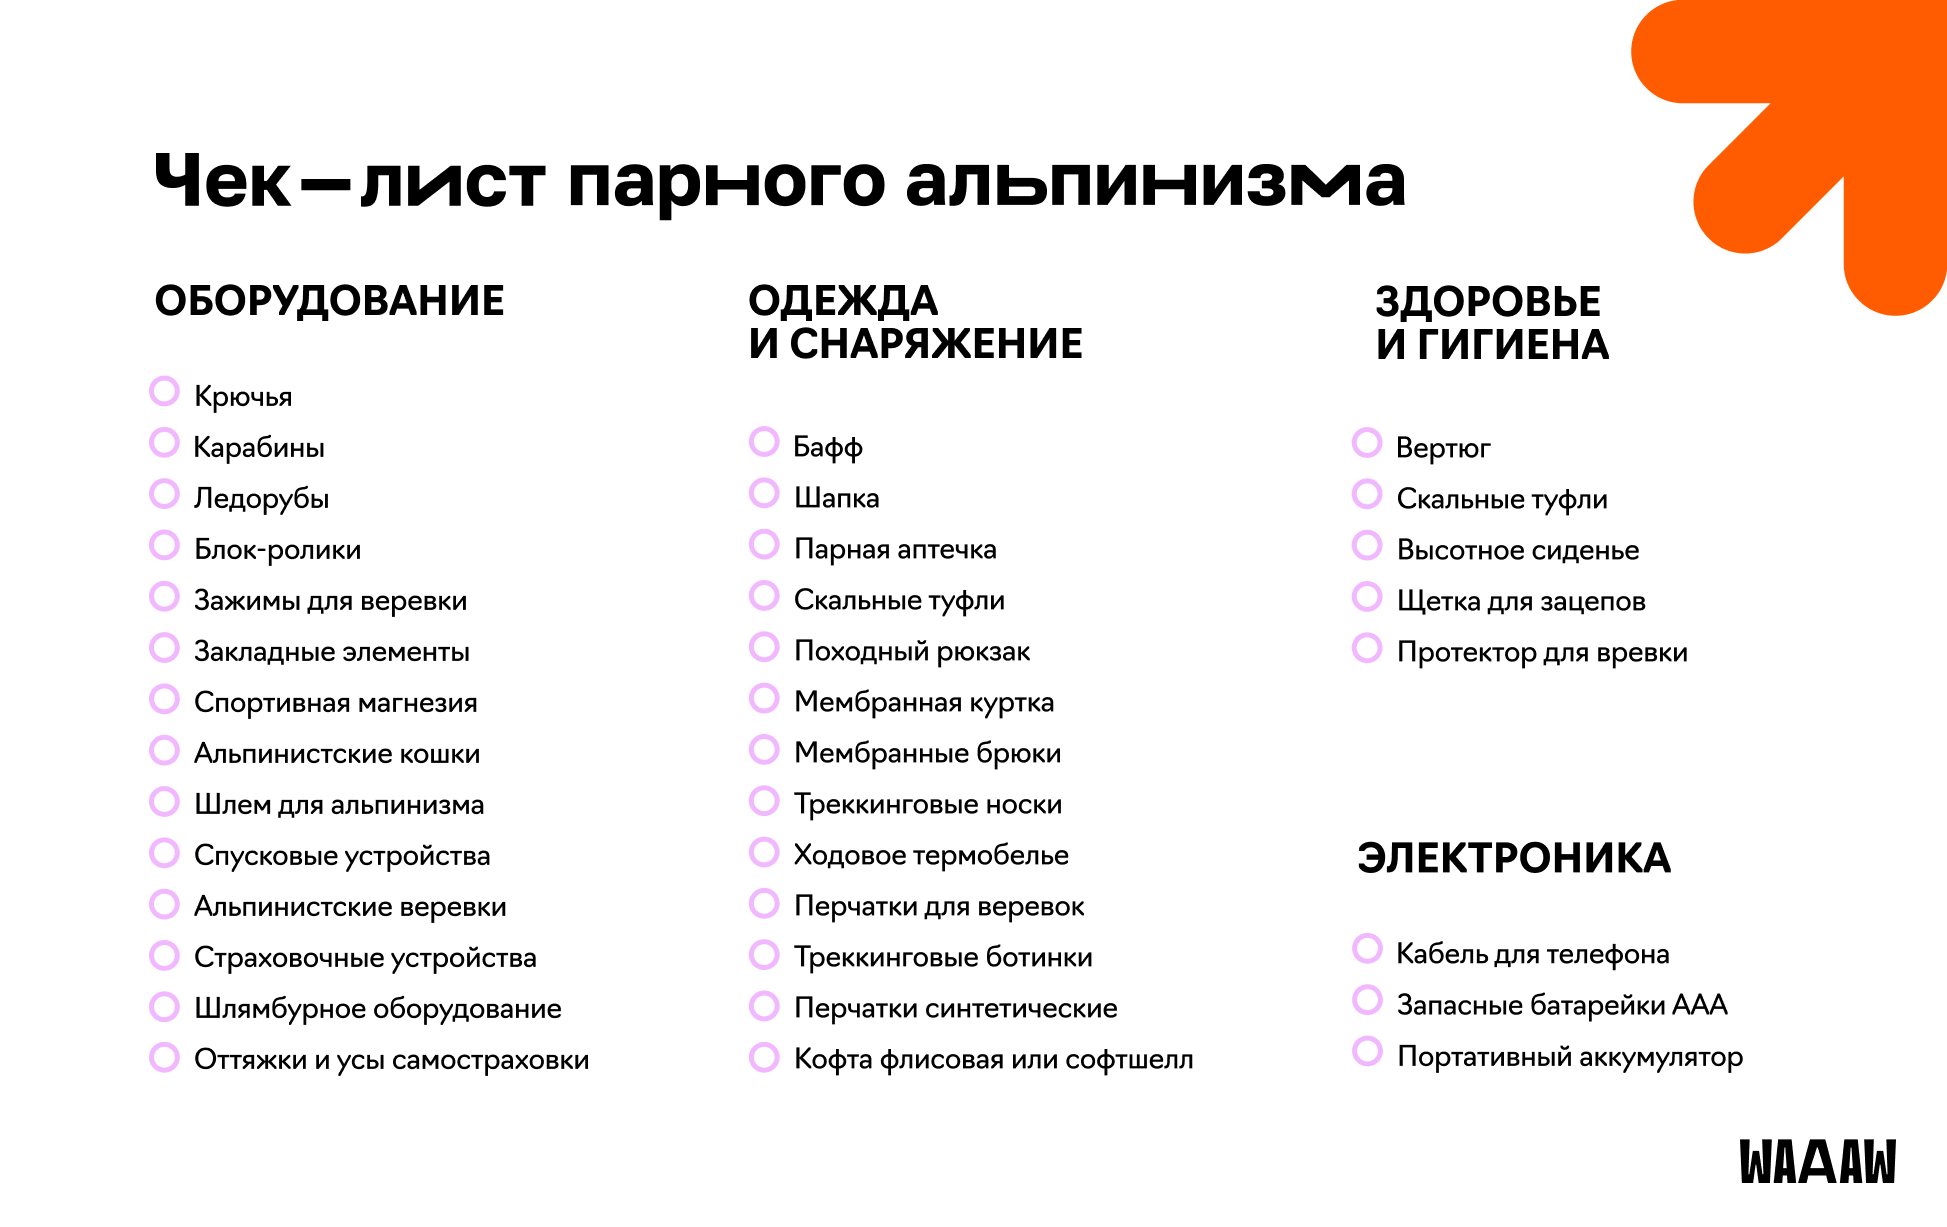 Чек—лист парного альпинизма
ОБОРУДОВАНИЕ
Крючья
Карабины
Ледорубы
Блок-ролики
Зажимы для веревки
Закладные элементы
Спортивная магнезия
Альпинистские кошки
Шлем для альпинизма
Спусковые устройства
Альпинистские веревки
Страховочные устройства
Шлямбурное оборудование
Оттяжки и усы самостраховки
ОДЕЖДА
И СНАРЯЖЕНИЕ
Бафф
Шапка
Парная аптечка
Скальные туфли
Походный рюкзак
Мембранная куртка
Мембранные брюки
Треккинговые носки
Ходовое термобелье
Перчатки для веревок
Треккинговые ботинки
Перчатки синтетические
Кофта флисовая или софтшелл
ЗДОРОВЬЕ
И ГИГИЕНА
Вертюг
Скальные туфли
Высотное сиденье
Щетка для зацепов
Протектор для вревки
ЭЛЕКТРОНИКА
Кабель для телефона
Запасные батарейки ААА
Портативный аккумулятор
WAAAW